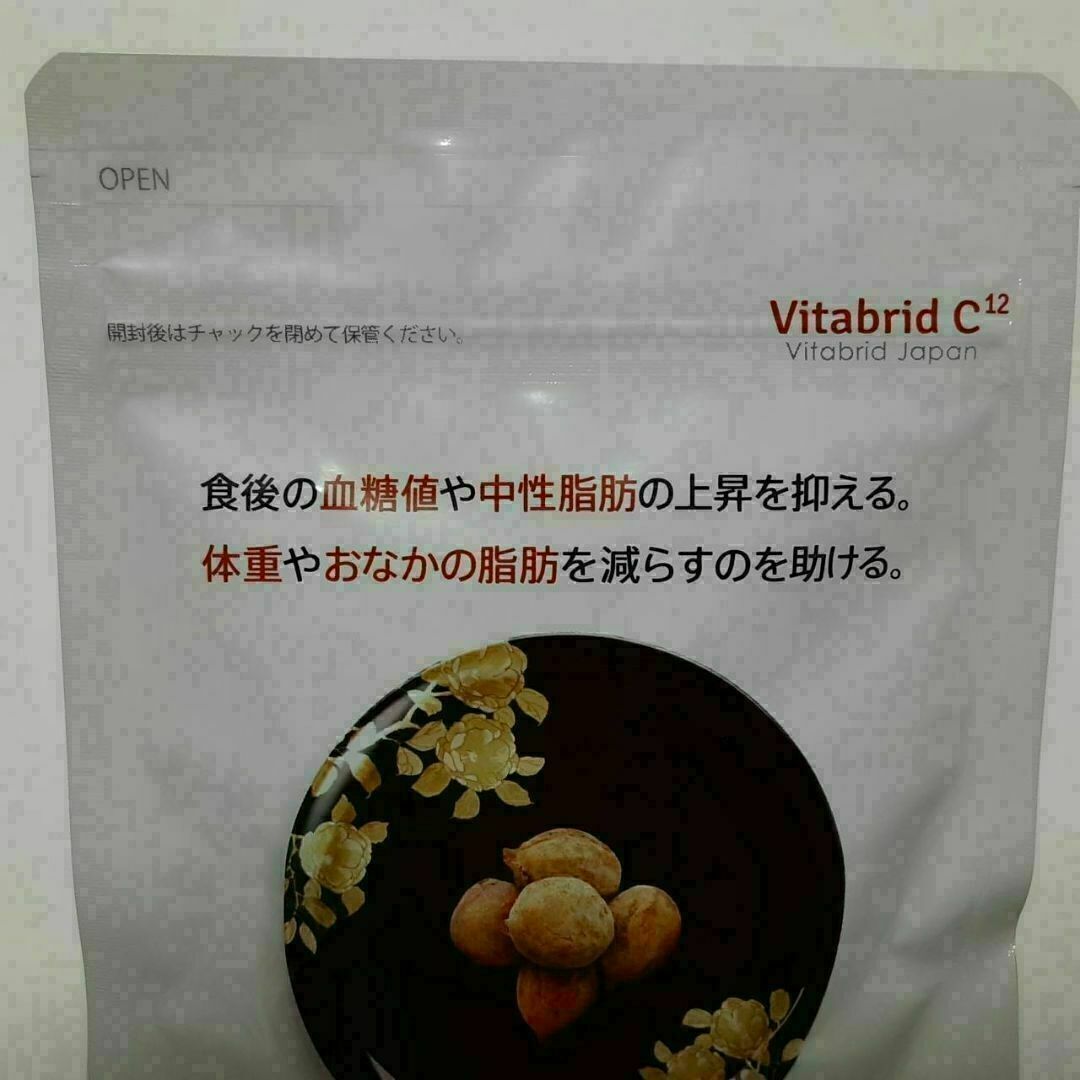 OPEN
開封後はチャックを閉めて保管ください。
Vitabrid C12
Vitabrid Japan
食後の血糖値や中性脂肪の上昇を抑える。
体重やおなかの脂肪を減らすのを助ける。